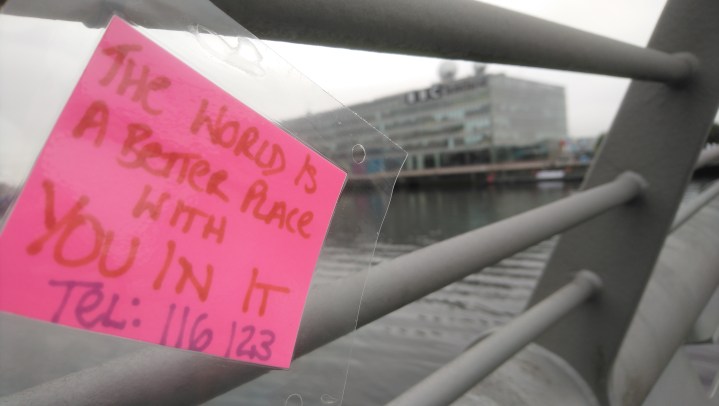 THE WORLD IS
A BETTER PLACE
WITH
YOU IN IT
TEL: 116 123